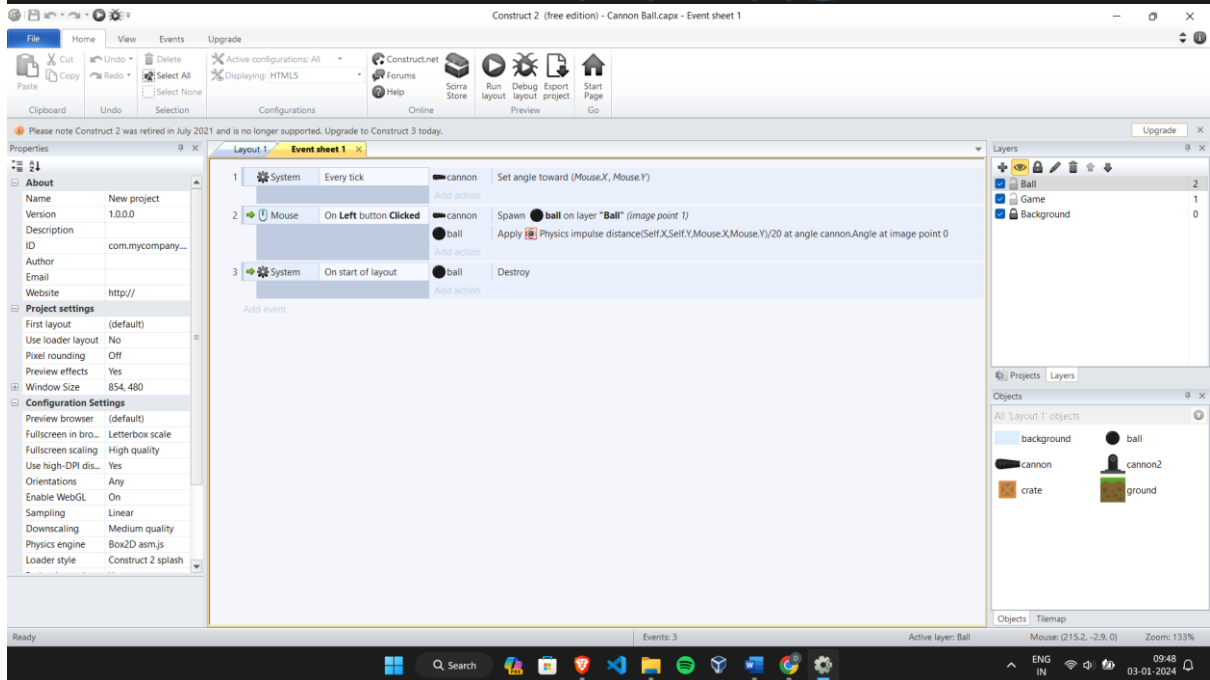 Construct 2 (free edition) - Cannon Ball.capx - Event sheet 1
File Home View Events Upgrade
Paste
Cut
Copy
Clipboard
Undo
Redo
Undo
Delete
Select All
Select None
Selection
Active configurations: All
Displaying: HTML5
Configurations
Construct.net
Forums
Help
Scirra Store
Online
Run layout
Debug layout
Export project
Preview
Start Page
Go
Please note Construct 2 was retired in July 2021 and is no longer supported. Upgrade to Construct 3 today.
Upgrade
Properties
About
Name New project
Version 1.0.0.0
Description
ID com.mycompany...
Author
Email
Website http://
Project settings
First layout (default)
Use loader layout No
Pixel rounding Off
Preview effects Yes
Window Size 854, 480
Configuration Settings
Preview browser (default)
Fullscreen in bro... Letterbox scale
Fullscreen scaling High quality
Use high-DPI dis... Yes
Orientations Any
Enable WebGL On
Sampling Linear
Downscaling Medium quality
Physics engine Box2D asm.js
Loader style Construct 2 splash
Layout 1 Event sheet 1
1 System Every tick cannon Set angle toward (Mouse.X, Mouse.Y)
Add action
2 Mouse On Left button Clicked cannon Spawn ball on layer "Ball" (image point 1)
ball Apply Physics impulse distance(Self.X,Self.Y,Mouse.X,Mouse.Y)/20 at angle cannon.Angle at image point 0
Add action
3 System On start of layout ball Destroy
Add action
Add event
Layers
Ball 2
Game 1
Background 0
Projects Layers
Objects
All 'Layout 1' objects
background ball
cannon cannon2
crate ground
Objects Tilemap
Ready Events: 3 Active layer: Ball Mouse: (215.2, -2.9, 0) Zoom: 133%
Search
ENG
IN
09:48
03-01-2024